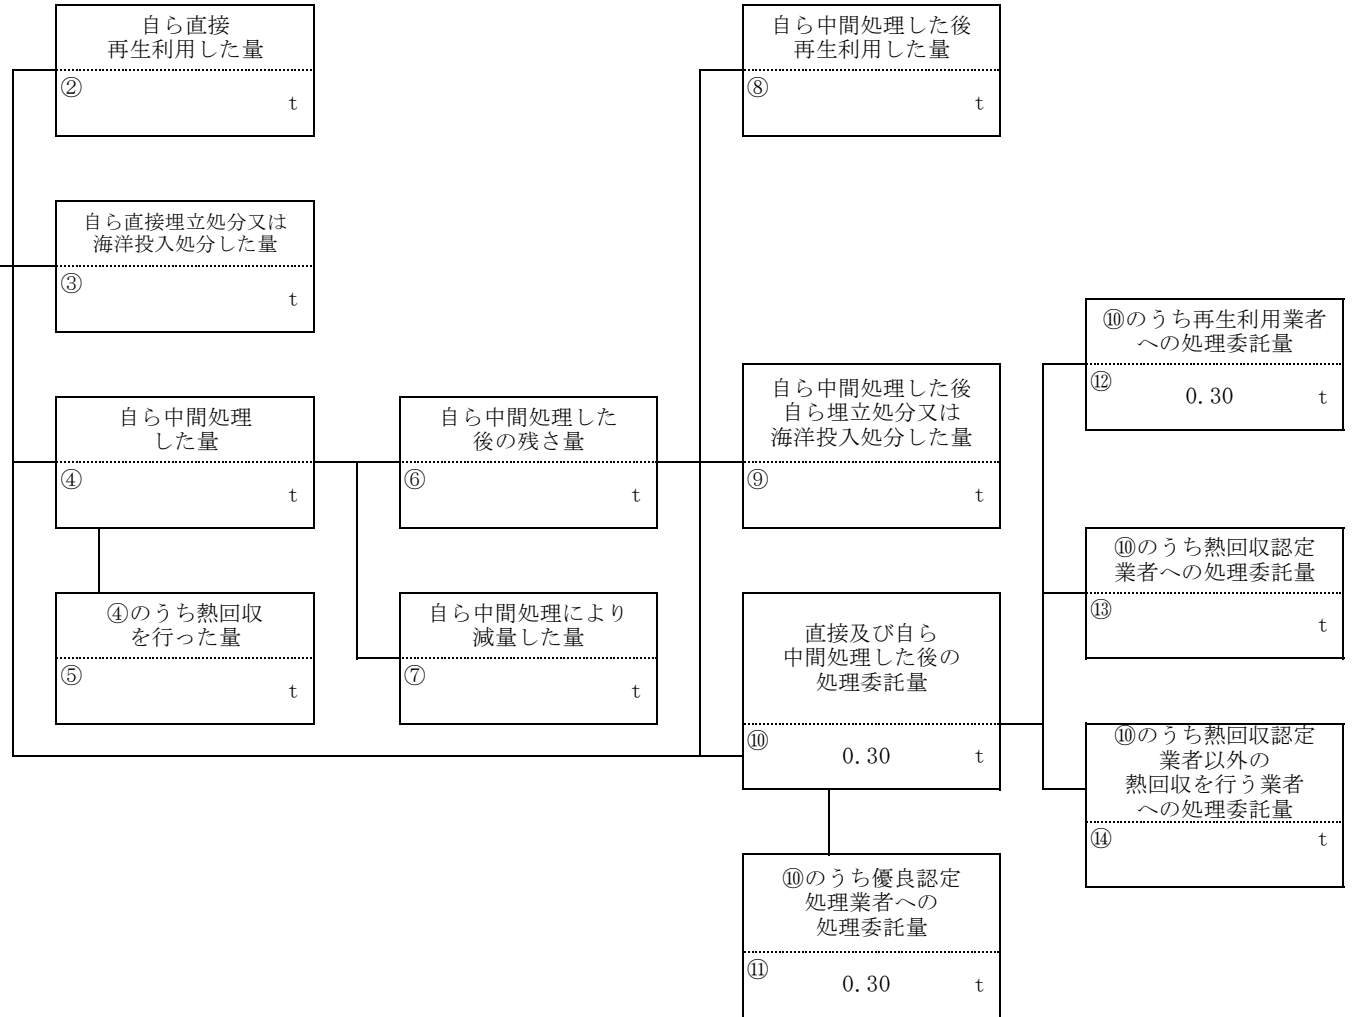 自ら直接
再生利用した量
②
t
自ら中間処理した後
再生利用した量
⑧
t
自ら直接埋立処分又は
海洋投入処分した量
③
t
⑩のうち再生利用業者
への処理委託量
⑫
0.30 t
自ら中間処理
した量
④
t
自ら中間処理した
後の残さ量
⑥
t
自ら中間処理した後
自ら埋立処分又は
海洋投入処分した量
⑨
t
⑩のうち熱回収認定
業者への処理委託量
⑬
t
④のうち熱回収
を行った量
⑤
t
自ら中間処理により
減量した量
⑦
t
直接及び自ら
中間処理した後の
処理委託量
⑩
0.30 t
⑩のうち熱回収認定
業者以外の
熱回収を行う業者
への処理委託量
⑭
t
⑩のうち優良認定
処理業者への
処理委託量
⑪
0.30 t